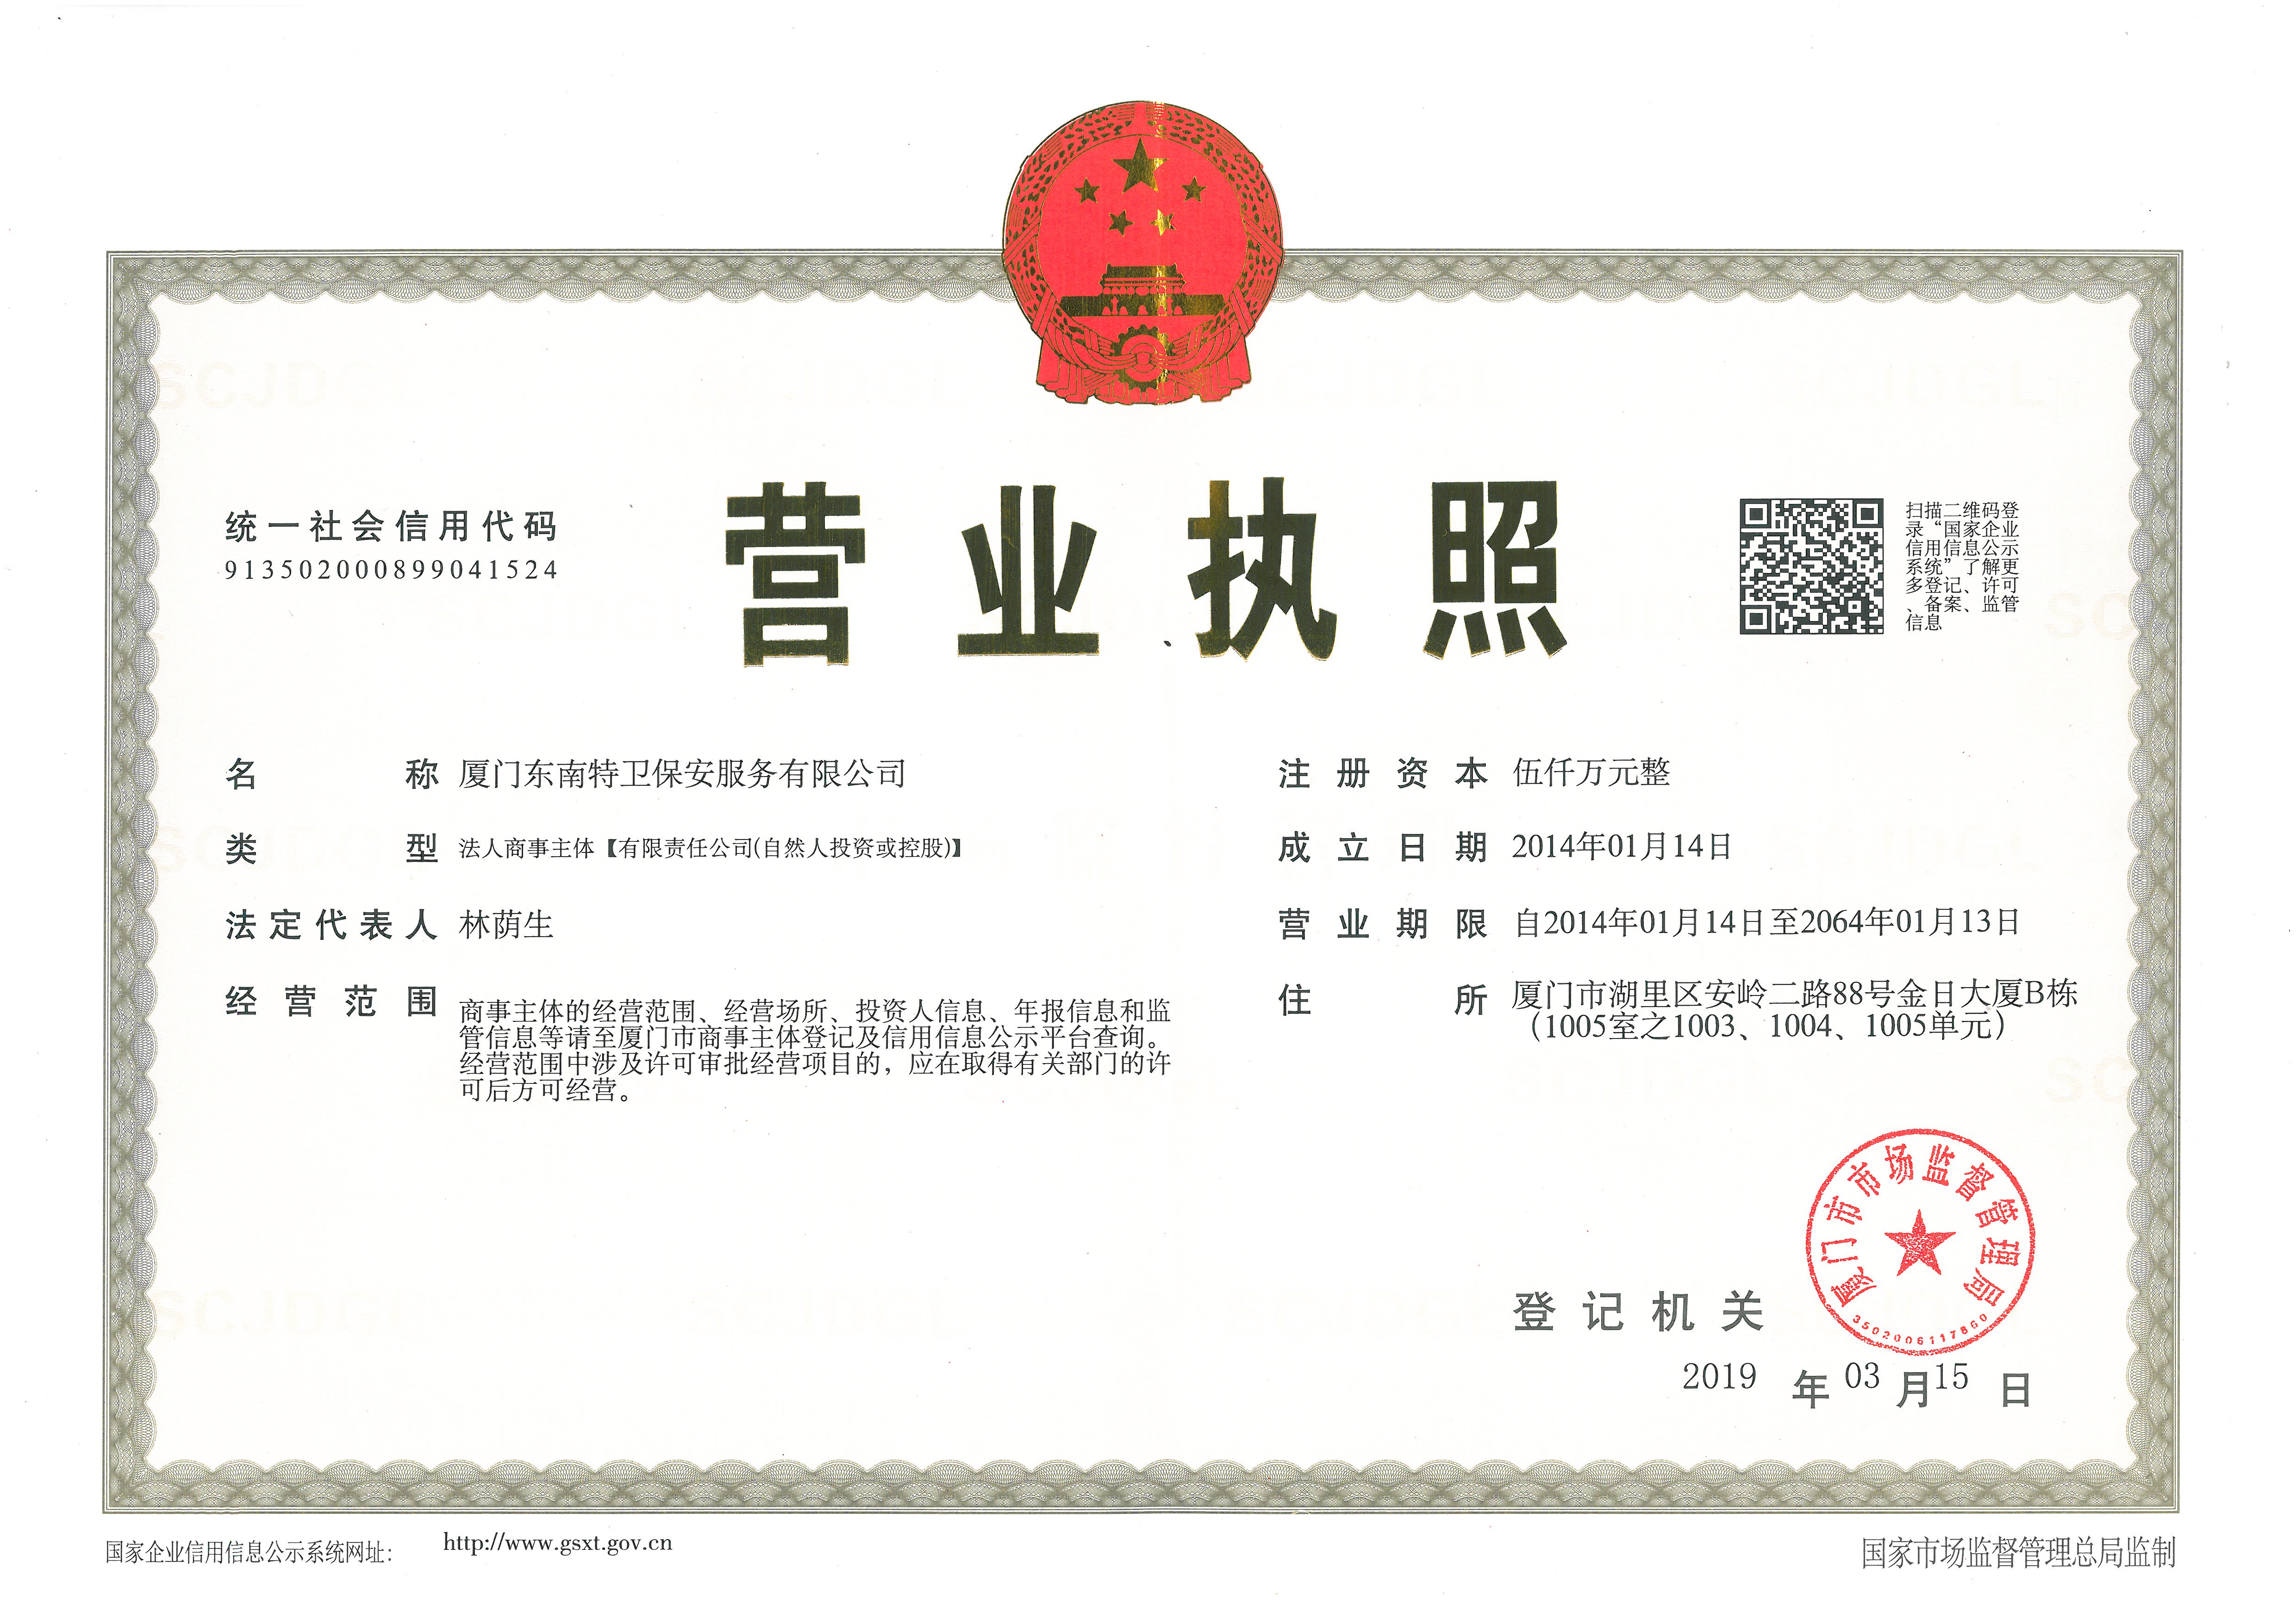 统一社会信用代码
913502000899041524
营业执照
扫描二维码登
录“国家企业
信用信息公示
系统”了解更
多登记、许可
、备案、监管
信息
名称 厦门东南特卫保安服务有限公司
类型 法人商事主体【有限责任公司(自然人投资或控股)】
法定代表人 林荫生
经营范围 商事主体的经营范围、经营场所、投资人信息、年报信息和监
管信息等请至厦门市商事主体登记及信用信息公示平台查询。
经营范围中涉及许可审批经营项目的，应在取得有关部门的许
可后方可经营。
注册资本 伍仟万元整
成立日期 2014年01月14日
营业期限 自2014年01月14日至2064年01月13日
住所 厦门市湖里区安岭二路88号金日大厦B栋
（1005室之1003、1004、1005单元）
厦门市市场监督管理局
登记机关
2019年03月15日
国家企业信用信息公示系统网址： http://www.gsxt.gov.cn
国家市场监督管理总局监制